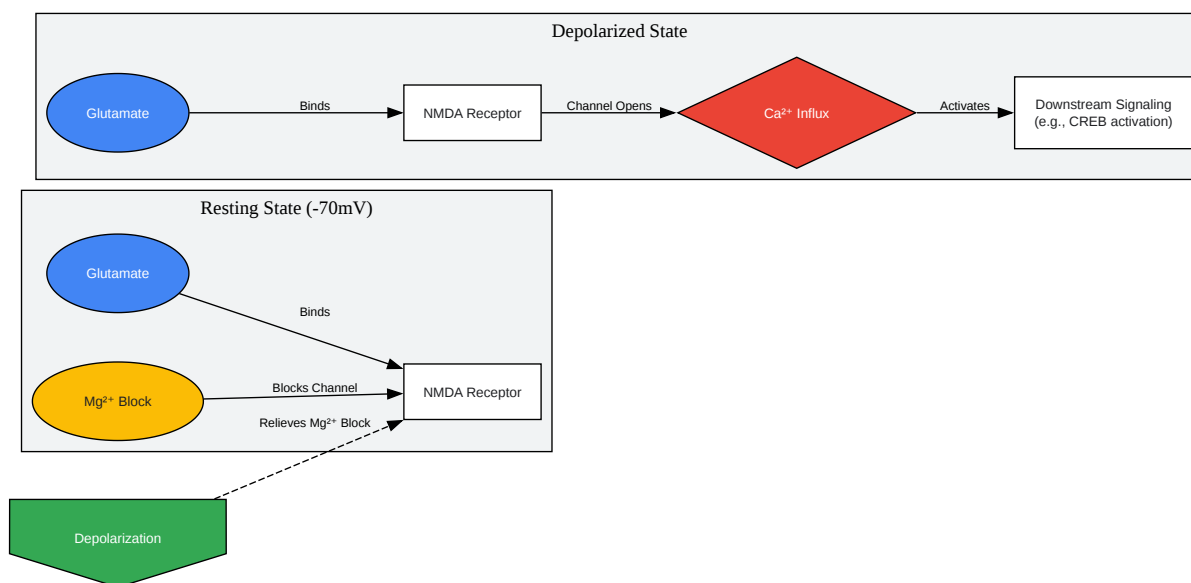 Depolarized State
Glutamate
Binds
NMDA Receptor
Channel Opens
Ca²⁺ Influx
Activates
Downstream Signaling
(e.g., CREB activation)
Resting State (-70mV)
Glutamate
Binds
Mg²⁺ Block
Blocks Channel
NMDA Receptor
Relieves Mg²⁺ Block
Depolarization